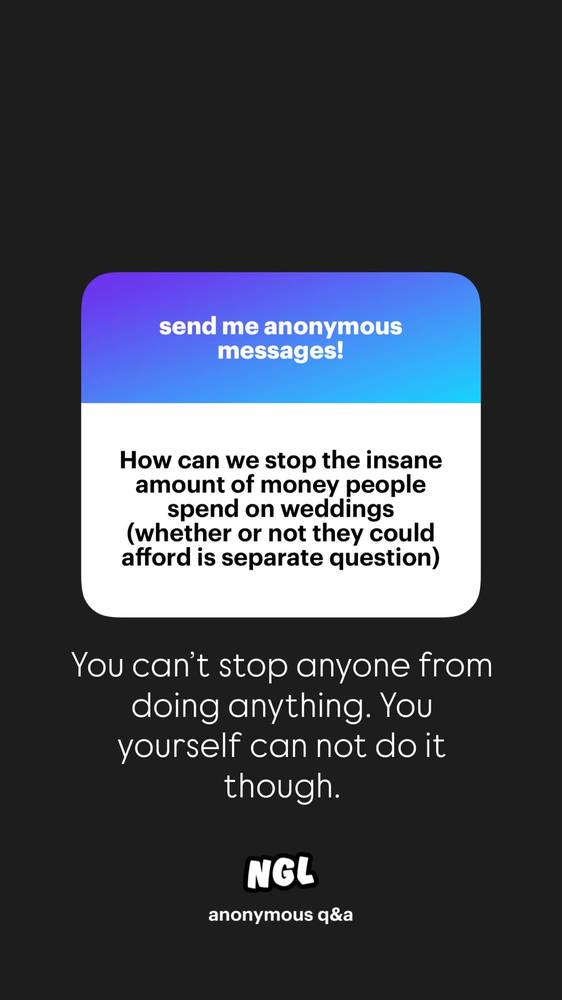 send me anonymous
messages!
How can we stop the insane
amount of money people
spend on weddings
(whether or not they could
afford is separate question)
You can’t stop anyone from
doing anything. You
yourself can not do it
though.
NGL
anonymous q&a